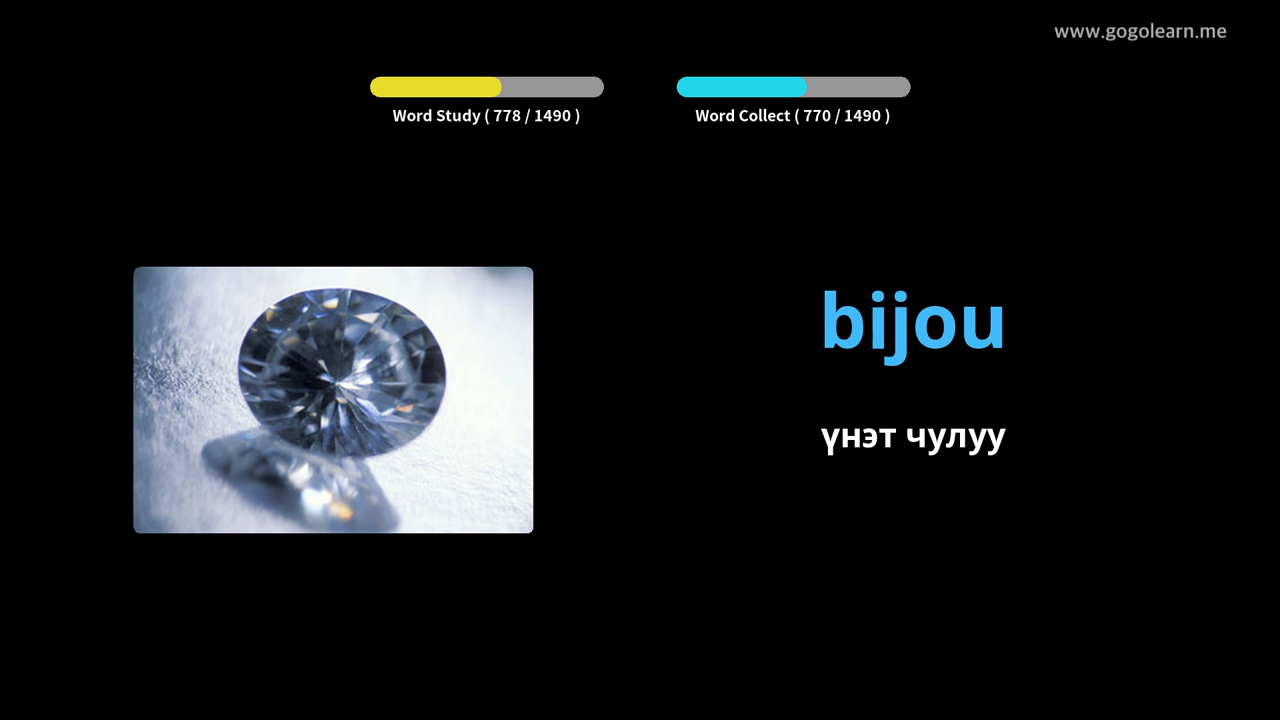 www.gogolearn.me
Word Study ( 778 / 1490 )
Word Collect ( 770 / 1490 )
bijou
үнэт чулуу